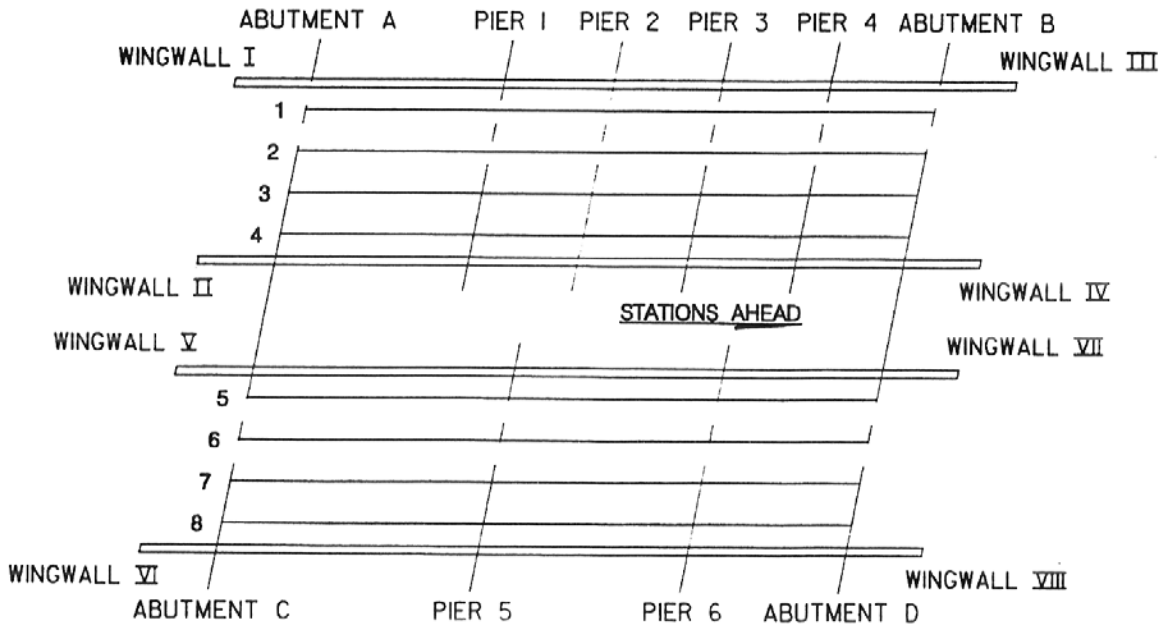 ABUTMENT A PIER 1 PIER 2 PIER 3 PIER 4 ABUTMENT B
WINGWALL I WINGWALL III
1
2
3
4
WINGWALL II WINGWALL IV
STATIONS AHEAD
WINGWALL V WINGWALL VII
5
6
7
8
WINGWALL VI WINGWALL VIII
ABUTMENT C PIER 5 PIER 6 ABUTMENT D